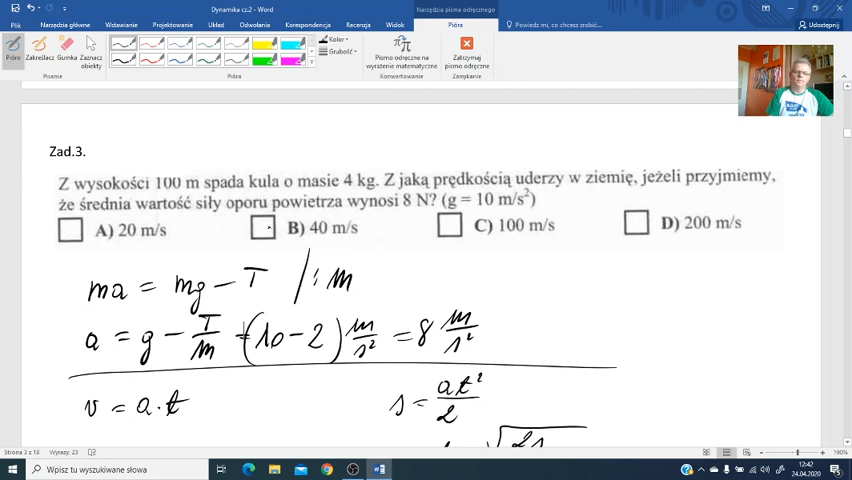 Dynamika cz.2 - Word
Narzędzia pisma odręcznego
Plik Narzędzia główne Wstawianie Projektowanie Układ Odwołania Korespondencja Recenzja Widok Pióra Powiedz mi, co chcesz zrobić... Udostępnij
Pióro Zakreślacz Gumka Zaznacz obiekty
Kolor
Grubość
Pismo odręczne na wyrażenie matematyczne
Zatrzymaj pismo odręczne
Pisanie Pióra Konwertowanie Zamykanie
Zad.3.
Z wysokości 100 m spada kula o masie 4 kg. Z jaką prędkością uderzy w ziemię, jeżeli przyjmiemy,
że średnia wartość siły oporu powietrza wynosi 8 N? (g = 10 m/s²)
A) 20 m/s B) 40 m/s C) 100 m/s D) 200 m/s
ma = mg - T /: m
a = g - T/m = (10 - 2) m/s² = 8 m/s²
v = a·t s = at²/2
Strona 3 z 18 Wyrazy: 23 190%
Wpisz tu wyszukiwane słowa
12:42
24.04.2020